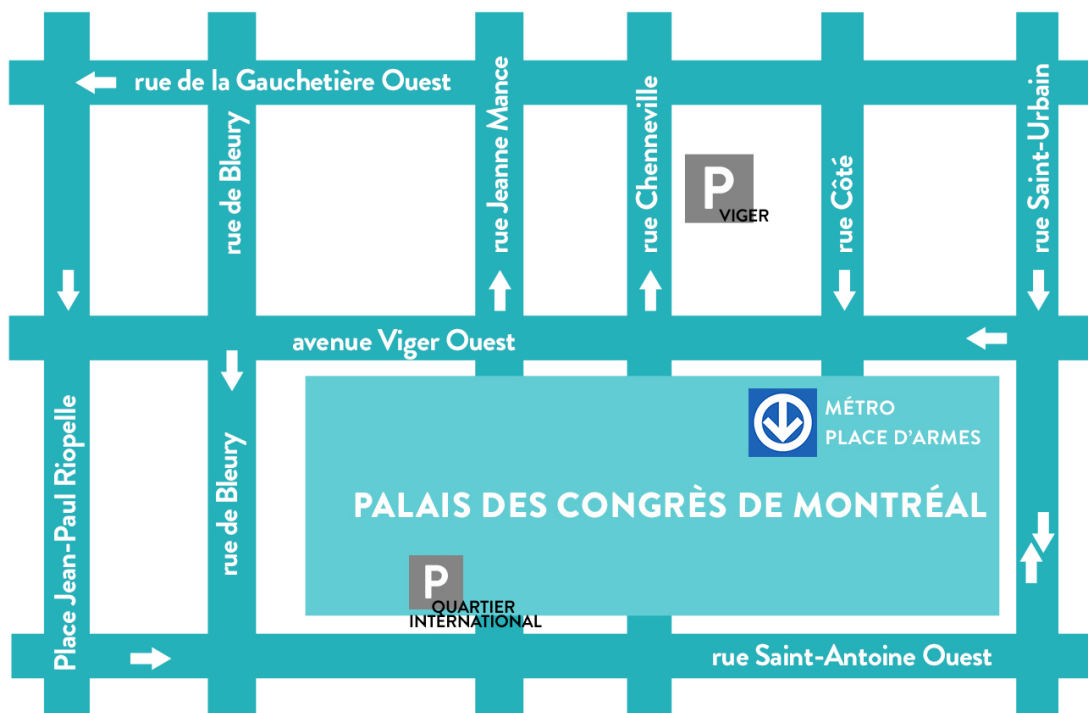 rue de la Gauchetière Ouest
rue de Bleury
rue Jeanne Mance
rue Chenneville
rue Côté
rue Saint-Urbain
P
VIGER
avenue Viger Ouest
Place Jean-Paul Riopelle
rue de Bleury
MÉTRO
PLACE D'ARMES
PALAIS DES CONGRÈS DE MONTRÉAL
P
QUARTIER
INTERNATIONAL
rue Saint-Antoine Ouest